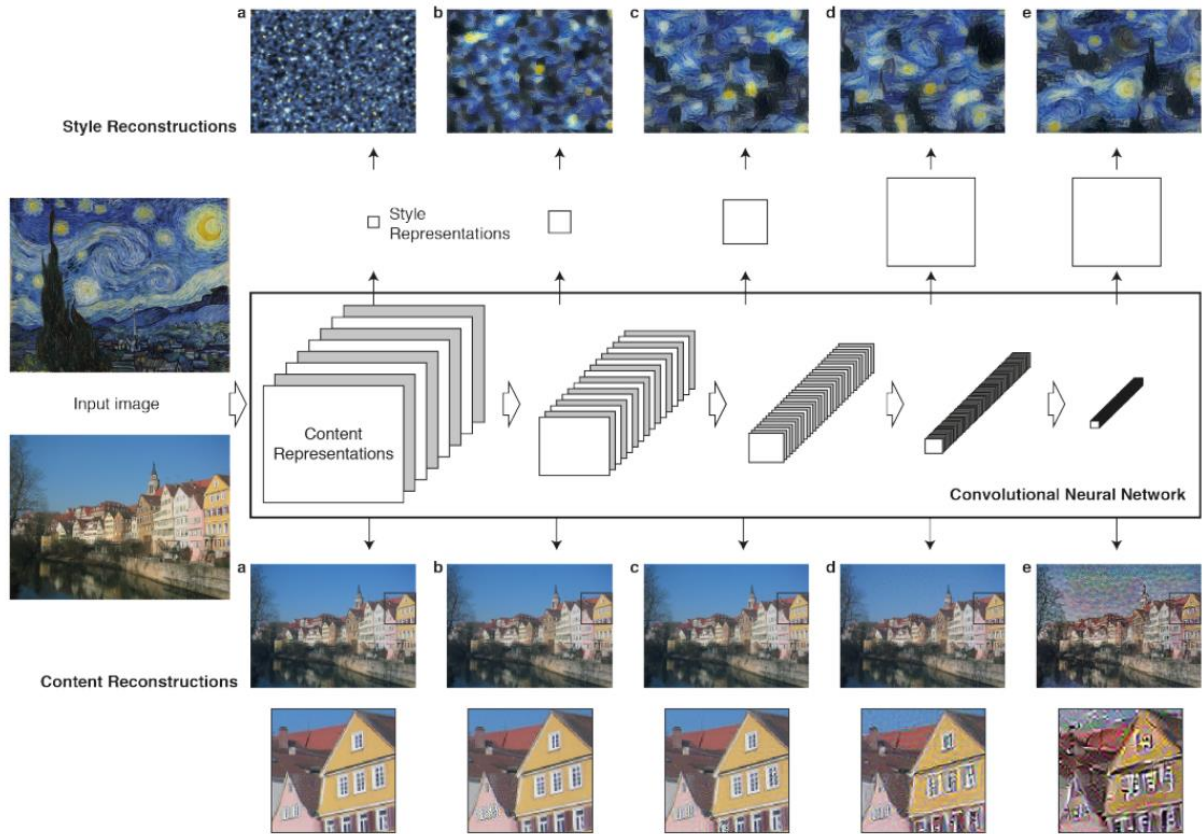 a
b
c
d
e
Style Reconstructions
Style
Representations
Input image
Content
Representations
Convolutional Neural Network
a
b
c
d
e
Content Reconstructions